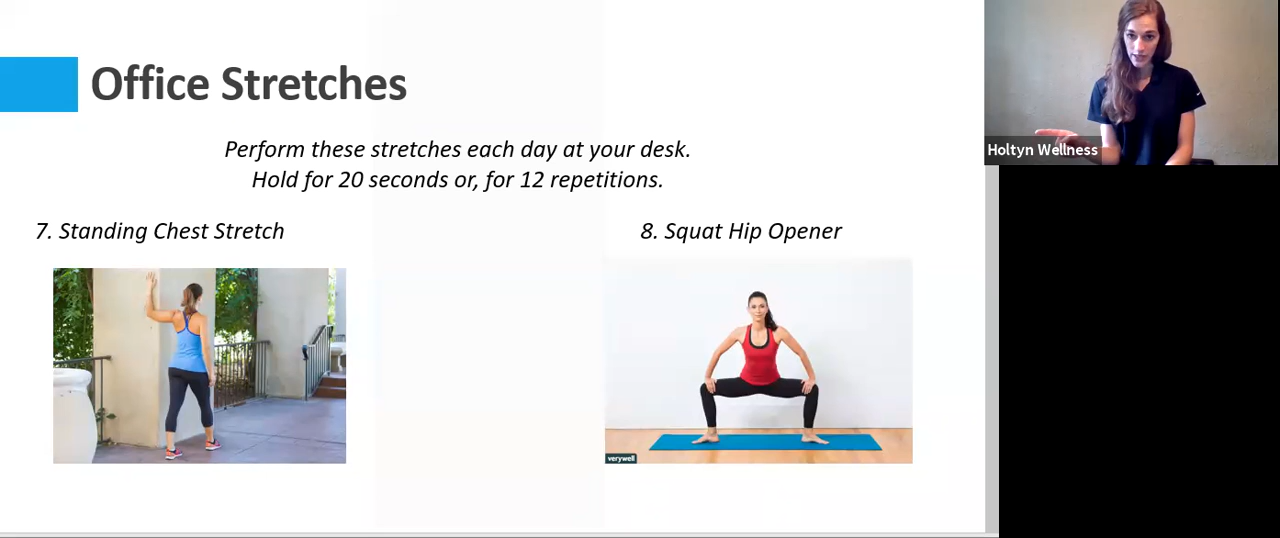 Office Stretches
Perform these stretches each day at your desk.
Hold for 20 seconds or, for 12 repetitions.
7. Standing Chest Stretch
8. Squat Hip Opener
verywell
Holtyn Wellness